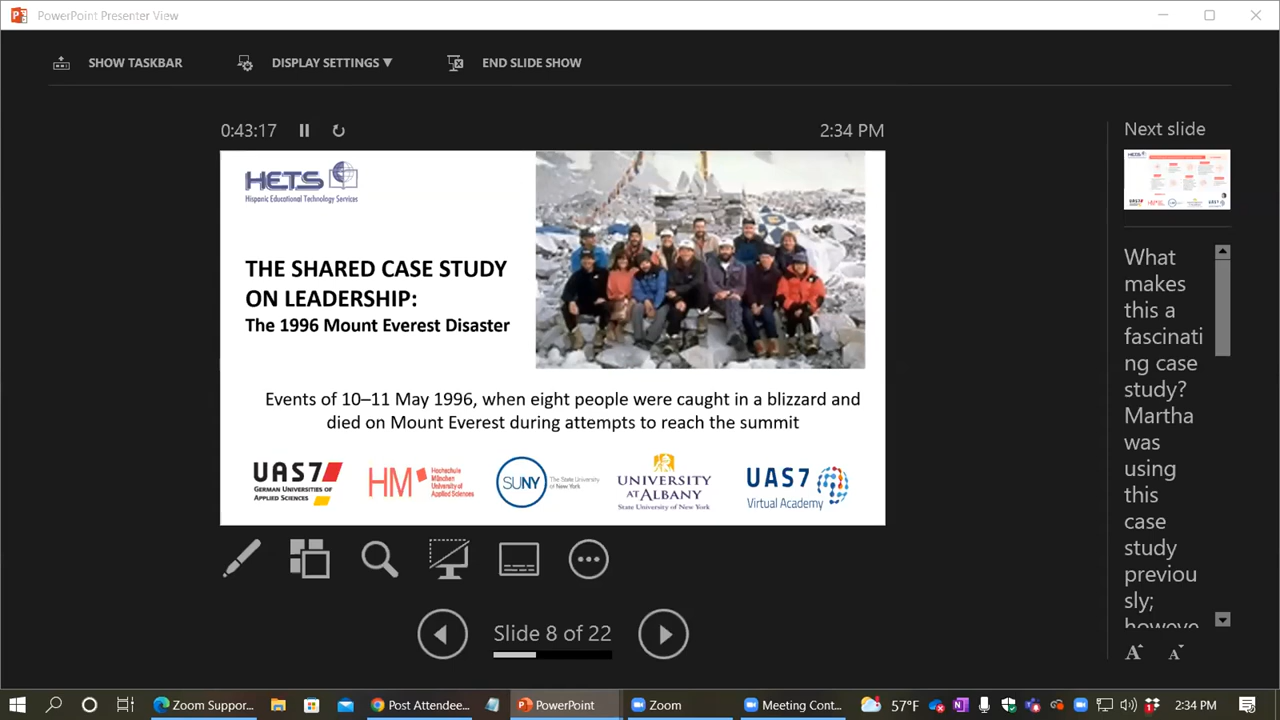 PowerPoint Presenter View
SHOW TASKBAR
DISPLAY SETTINGS ▼
END SLIDE SHOW
0:43:17
2:34 PM
HETS
Hispanic Educational Technology Services
THE SHARED CASE STUDY
ON LEADERSHIP:
The 1996 Mount Everest Disaster
Events of 10–11 May 1996, when eight people were caught in a blizzard and
died on Mount Everest during attempts to reach the summit
UAS7
GERMAN UNIVERSITIES OF
APPLIED SCIENCES
HM
Hochschule
München
University of
Applied Sciences
SUNY
The State University
of New York
UNIVERSITY
AT ALBANY
State University of New York
UAS7
Virtual Academy
Slide 8 of 22
Next slide
What
makes
this a
fascinati
ng case
study?
Martha
was
using
this
case
study
previou
sly;
howeve
A
A
Zoom Suppor...
Post Attendee...
PowerPoint
Zoom
Meeting Cont...
57°F
2:34 PM